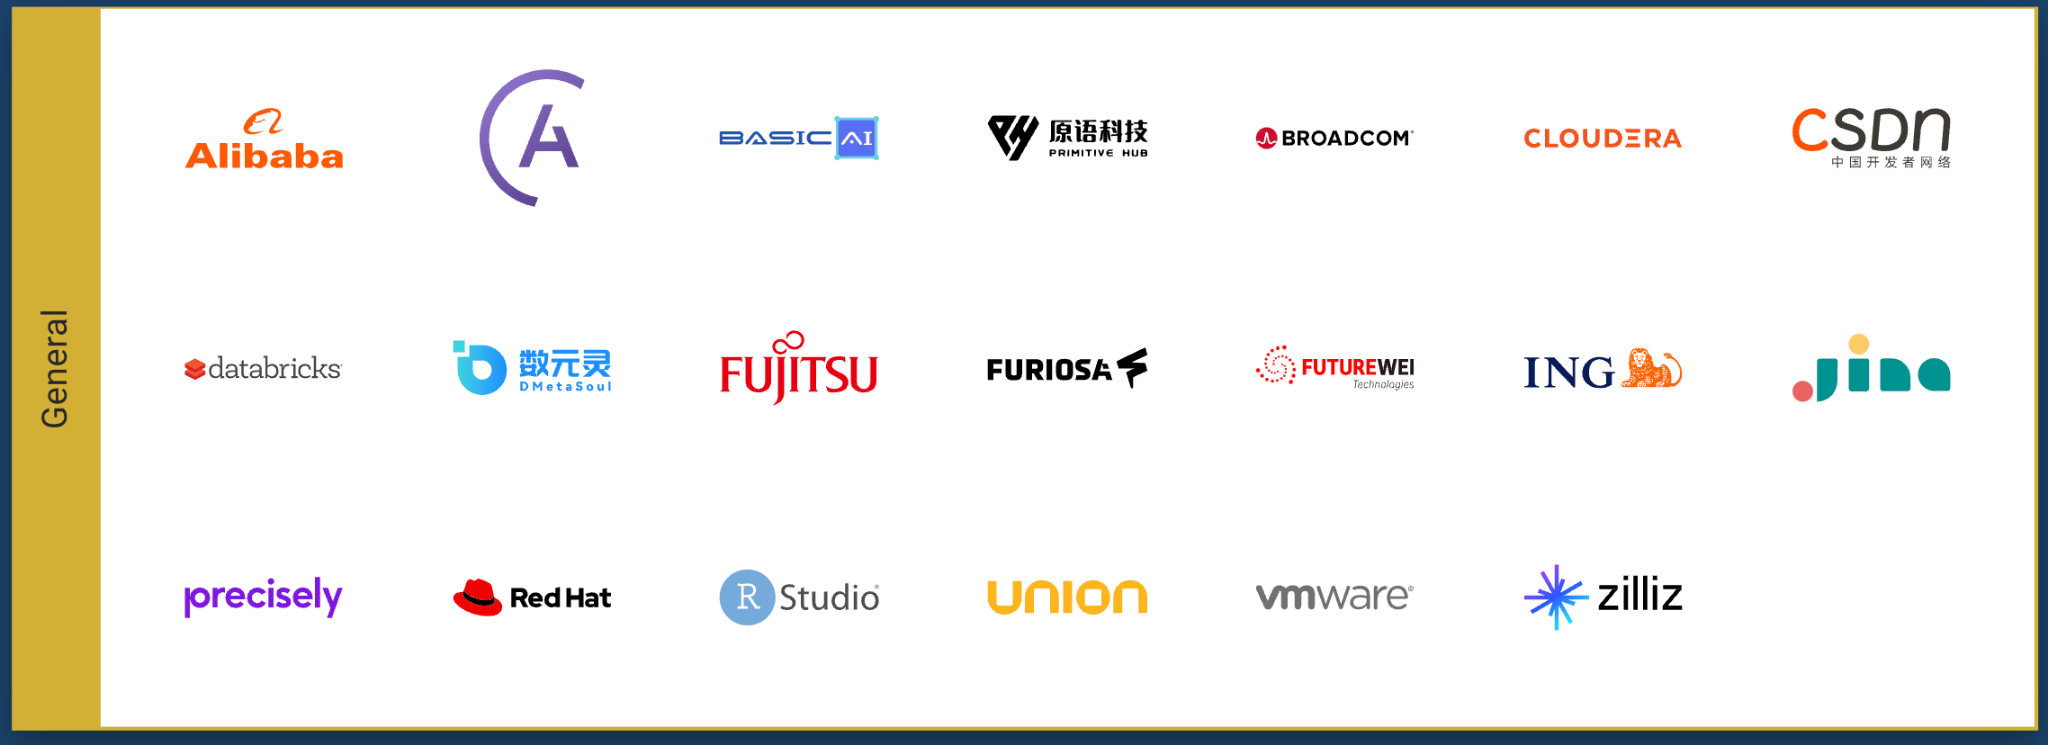 General
Alibaba
A
BASIC AI
原语科技
PRIMITIVE HUB
BROADCOM®
CLOUDERA
CSDN
中国开发者网络
databricks
数元灵
DMetaSoul
FUJITSU
FURIOSA
FUTUREWEI
Technologies
ING
jina
precisely
Red Hat
R Studio®
UNION
vmware®
zilliz